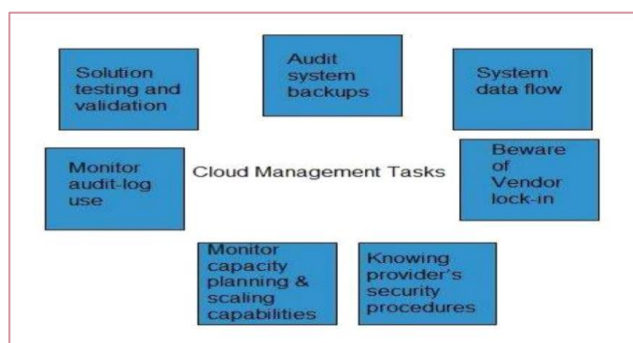 Solution
testing and
validation
Audit
system
backups
System
data flow
Monitor
audit-log
use
Cloud Management Tasks
Beware
of
Vendor
lock-in
Monitor
capacity
planning &
scaling
capabilities
Knowing
provider's
security
procedures